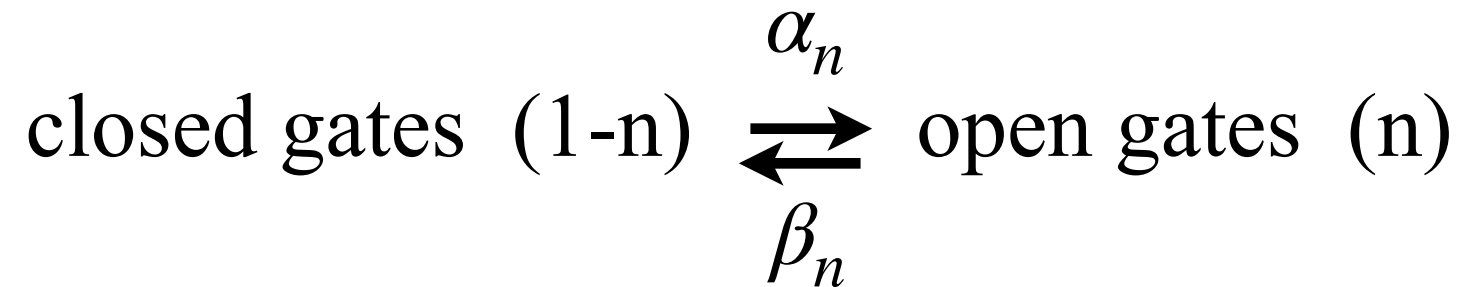 αn
closed gates (1-n) ⇌ open gates (n)
βn